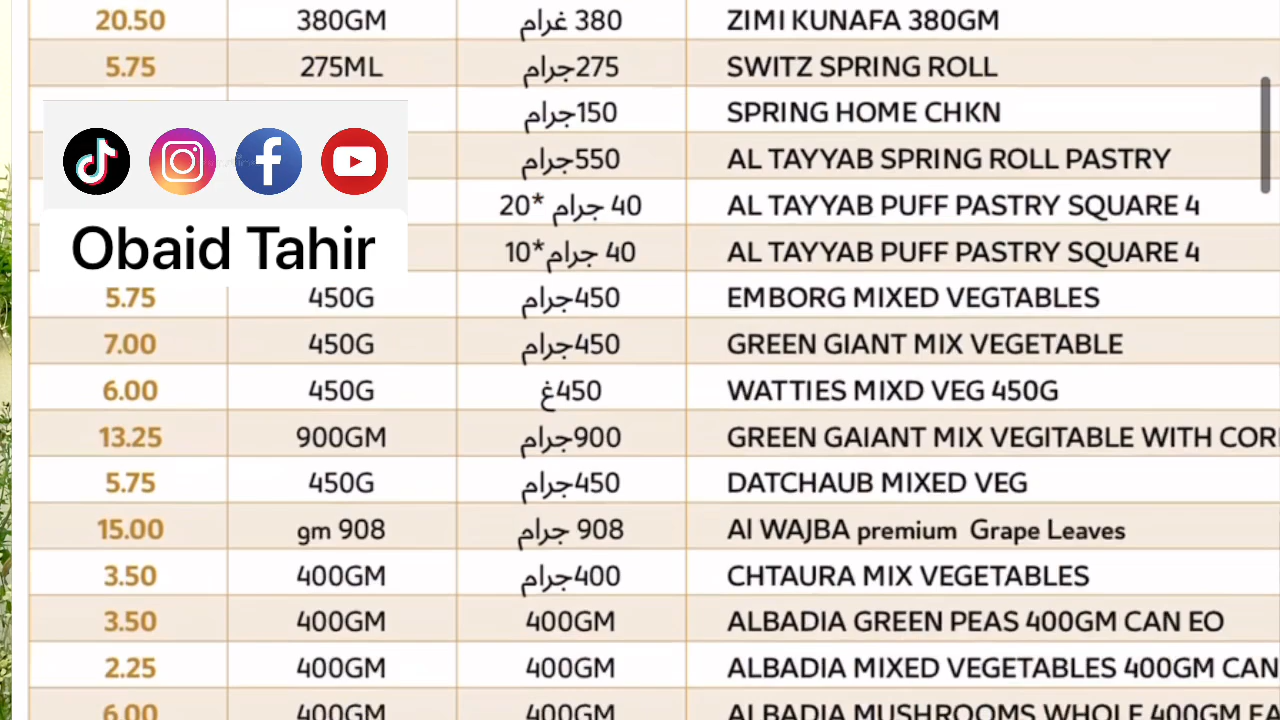 20.50 380GM 380 غرام ZIMI KUNAFA 380GM
5.75 275ML 275جرام SWITZ SPRING ROLL
150جرام SPRING HOME CHKN
550جرام AL TAYYAB SPRING ROLL PASTRY
40 جرام *20 AL TAYYAB PUFF PASTRY SQUARE 4
40 جرام*10 AL TAYYAB PUFF PASTRY SQUARE 4
Obaid Tahir
5.75 450G 450جرام EMBORG MIXED VEGTABLES
7.00 450G 450جرام GREEN GIANT MIX VEGETABLE
6.00 450G 450غ WATTIES MIXD VEG 450G
13.25 900GM 900جرام GREEN GAIANT MIX VEGITABLE WITH
5.75 450G 450جرام DATCHAUB MIXED VEG
15.00 gm 908 908 جرام Al WAJBA premium Grape Leaves
3.50 400GM 400جرام CHTAURA MIX VEGETABLES
3.50 400GM 400GM ALBADIA GREEN PEAS 400GM CAN EO
2.25 400GM 400GM ALBADIA MIXED VEGETABLES 400GM CAN
6.00 400GM 400GM ALBADIA MUSHROOMS WHOLE 400GM